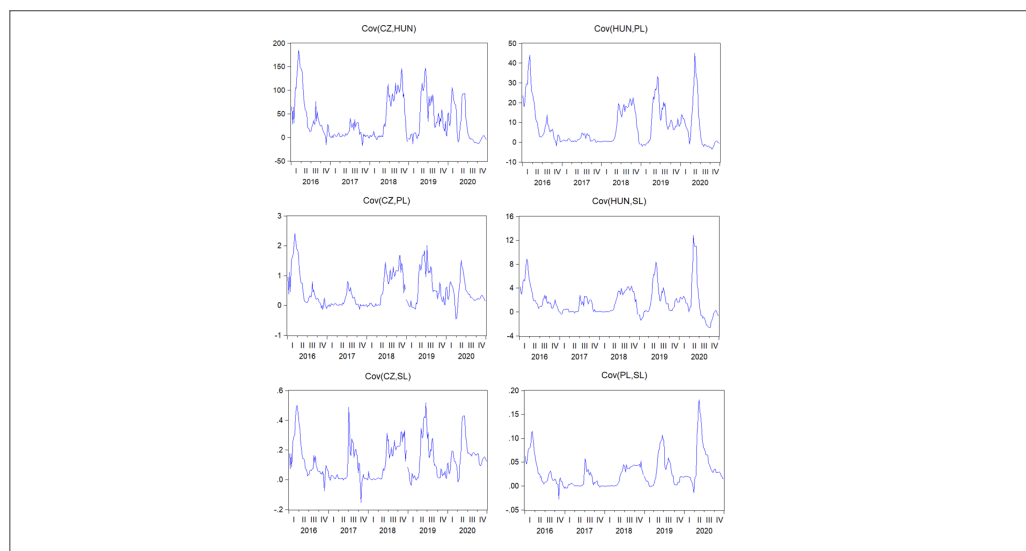 Cov(CZ,HUN)
200
150
100
50
0
-50
I II III IV I II III IV I II III IV I II III IV I II III IV
2016 2017 2018 2019 2020
Cov(HUN,PL)
50
40
30
20
10
0
-10
I II III IV I II III IV I II III IV I II III IV I II III IV
2016 2017 2018 2019 2020
Cov(CZ,PL)
3
2
1
0
-1
I II III IV I II III IV I II III IV I II III IV I II III IV
2016 2017 2018 2019 2020
Cov(HUN,SL)
16
12
8
4
0
-4
I II III IV I II III IV I II III IV I II III IV I II III IV
2016 2017 2018 2019 2020
Cov(CZ,SL)
.6
.4
.2
.0
-.2
I II III IV I II III IV I II III IV I II III IV I II III IV
2016 2017 2018 2019 2020
Cov(PL,SL)
.20
.15
.10
.05
.00
-.05
I II III IV I II III IV I II III IV I II III IV I II III IV
2016 2017 2018 2019 2020